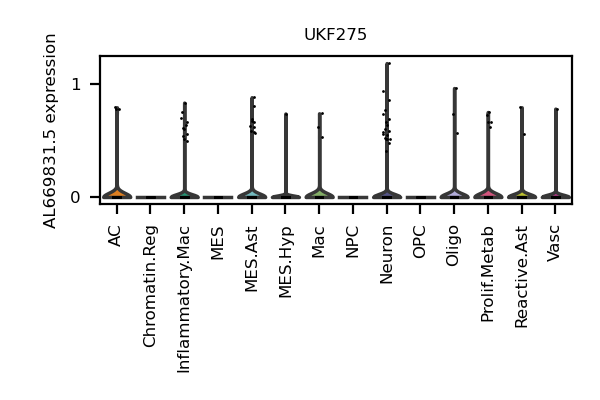 UKF275
AL669831.5 expression
1
0
AC
Chromatin.Reg
Inflammatory.Mac
MES
MES.Ast
MES.Hyp
Mac
NPC
Neuron
OPC
Oligo
Prolif.Metab
Reactive.Ast
Vasc